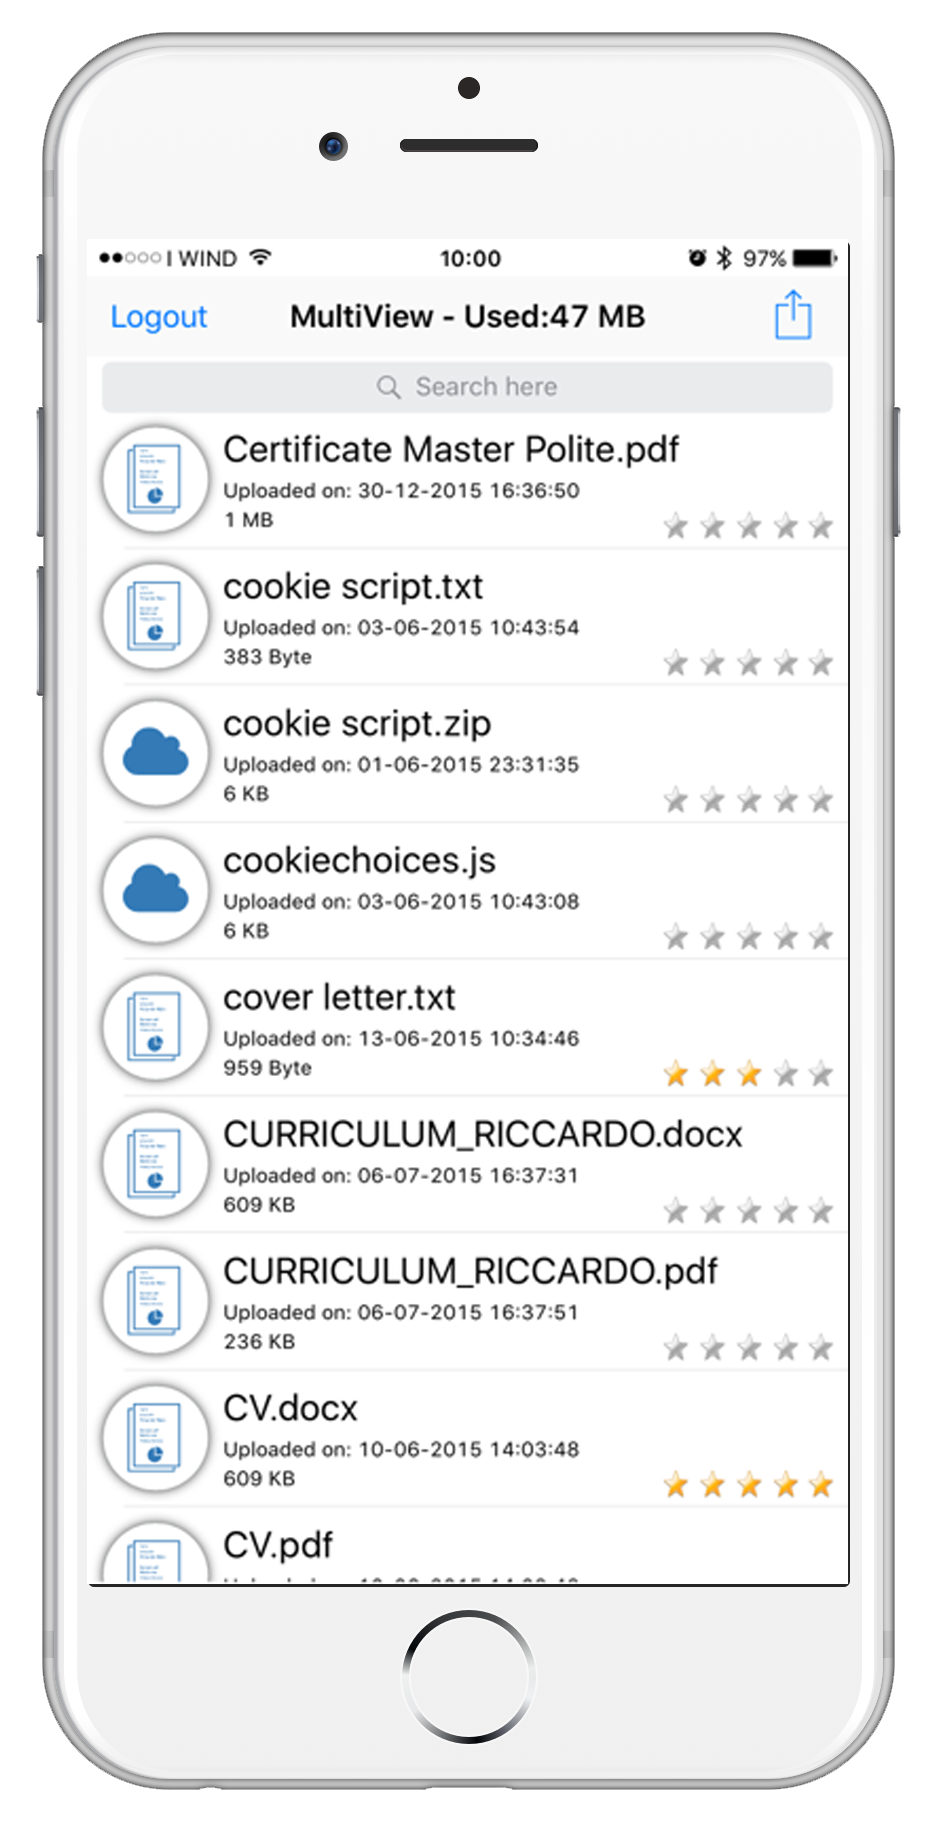 I WIND 10:00 97%
Logout MultiView - Used:47 MB
Search here
Certificate Master Polite.pdf
Uploaded on: 30-12-2015 16:36:50
1 MB
cookie script.txt
Uploaded on: 03-06-2015 10:43:54
383 Byte
cookie script.zip
Uploaded on: 01-06-2015 23:31:35
6 KB
cookiechoices.js
Uploaded on: 03-06-2015 10:43:08
6 KB
cover letter.txt
Uploaded on: 13-06-2015 10:34:46
959 Byte
CURRICULUM_RICCARDO.docx
Uploaded on: 06-07-2015 16:37:31
609 KB
CURRICULUM_RICCARDO.pdf
Uploaded on: 06-07-2015 16:37:51
236 KB
CV.docx
Uploaded on: 10-06-2015 14:03:48
609 KB
CV.pdf